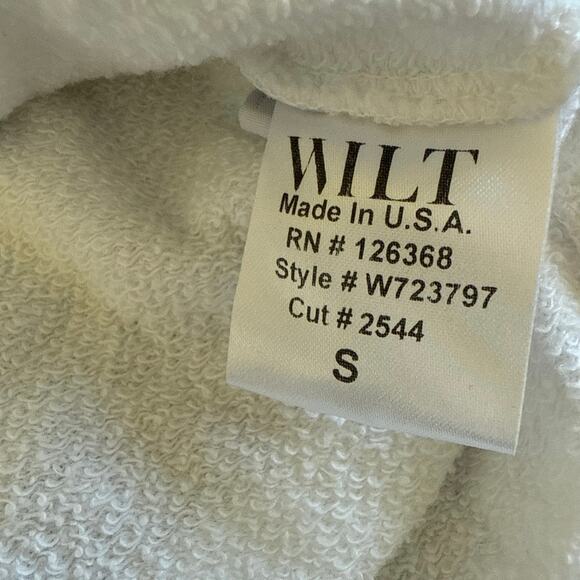 WILT
Made In U.S.A.
RN # 126368
Style # W723797
Cut # 2544
S